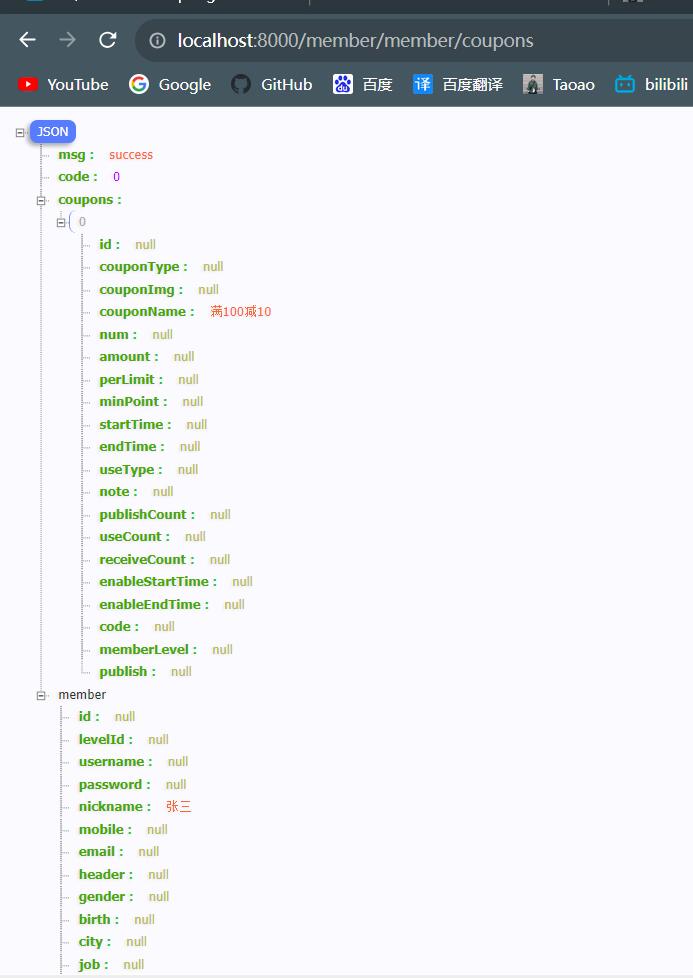 localhost:8000/member/member/coupons
YouTube Google GitHub du 百度 译 百度翻译 Taoao bilibili
JSON
msg : success
code : 0
coupons :
0
id : null
couponType : null
couponImg : null
couponName : 满100减10
num : null
amount : null
perLimit : null
minPoint : null
startTime : null
endTime : null
useType : null
note : null
publishCount : null
useCount : null
receiveCount : null
enableStartTime : null
enableEndTime : null
code : null
memberLevel : null
publish : null
member
id : null
levelId : null
username : null
password : null
nickname : 张三
mobile : null
email : null
header : null
gender : null
birth : null
city : null
job : null